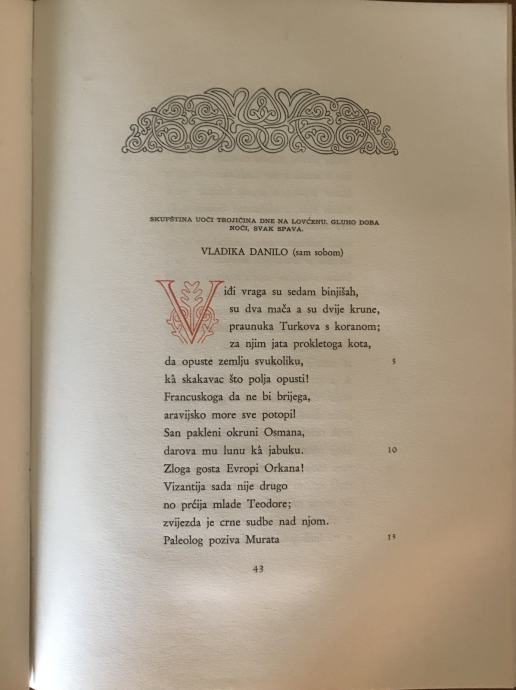 SKUPŠTINA UOČI TROJIČINA DNE NA LOVĆENU. GLUHO DOBA
NOĆI, SVAK SPAVA.
VLADIKA DANILO (sam sobom)
Viđi vraga su sedam binjišah,
su dva mača a su dvije krune,
praunuka Turkova s koranom;
za njim jata prokletoga kota,
da opuste zemlju svukoliku,
5
kâ skakavac što polja opusti!
Francuskoga da ne bi brijega,
aravijsko more sve potopi!
San pakleni okruni Osmana,
darova mu lunu kâ jabuku.
10
Zloga gosta Evropi Orkana!
Vizantija sada nije drugo
no prćija mlade Teodore;
zvijezda je crne sudbe nad njom.
Paleolog poziva Murata
15
43